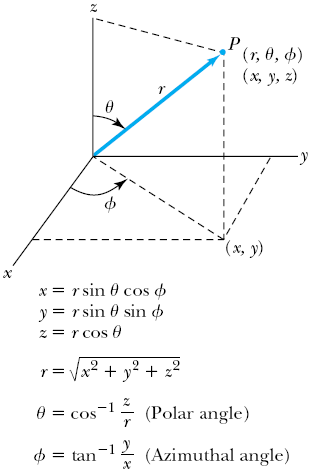 z
P
(r, θ, ϕ)
(x, y, z)
r
θ
y
ϕ
(x, y)
x
x = r sin θ cos ϕ
y = r sin θ sin ϕ
z = r cos θ
r = √x² + y² + z²
θ = cos⁻¹ z/r (Polar angle)
ϕ = tan⁻¹ y/x (Azimuthal angle)